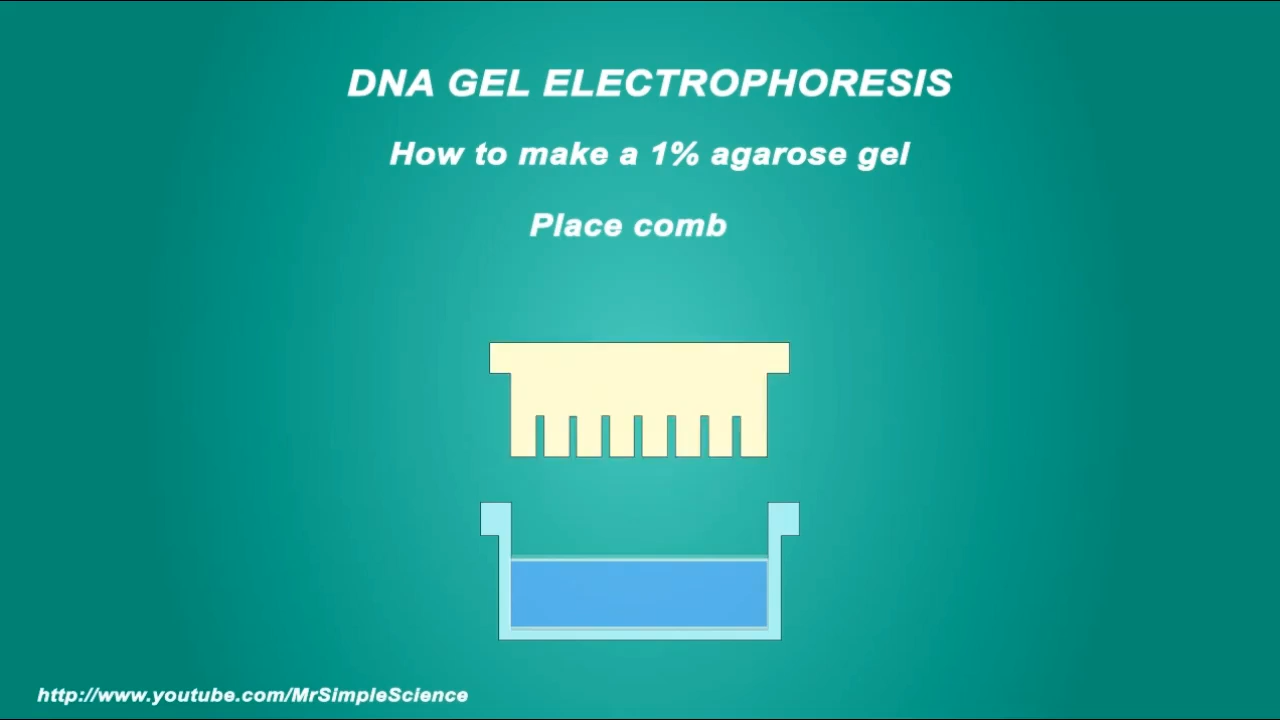 DNA GEL ELECTROPHORESIS
How to make a 1% agarose gel
Place comb
http://www.youtube.com/MrSimpleScience